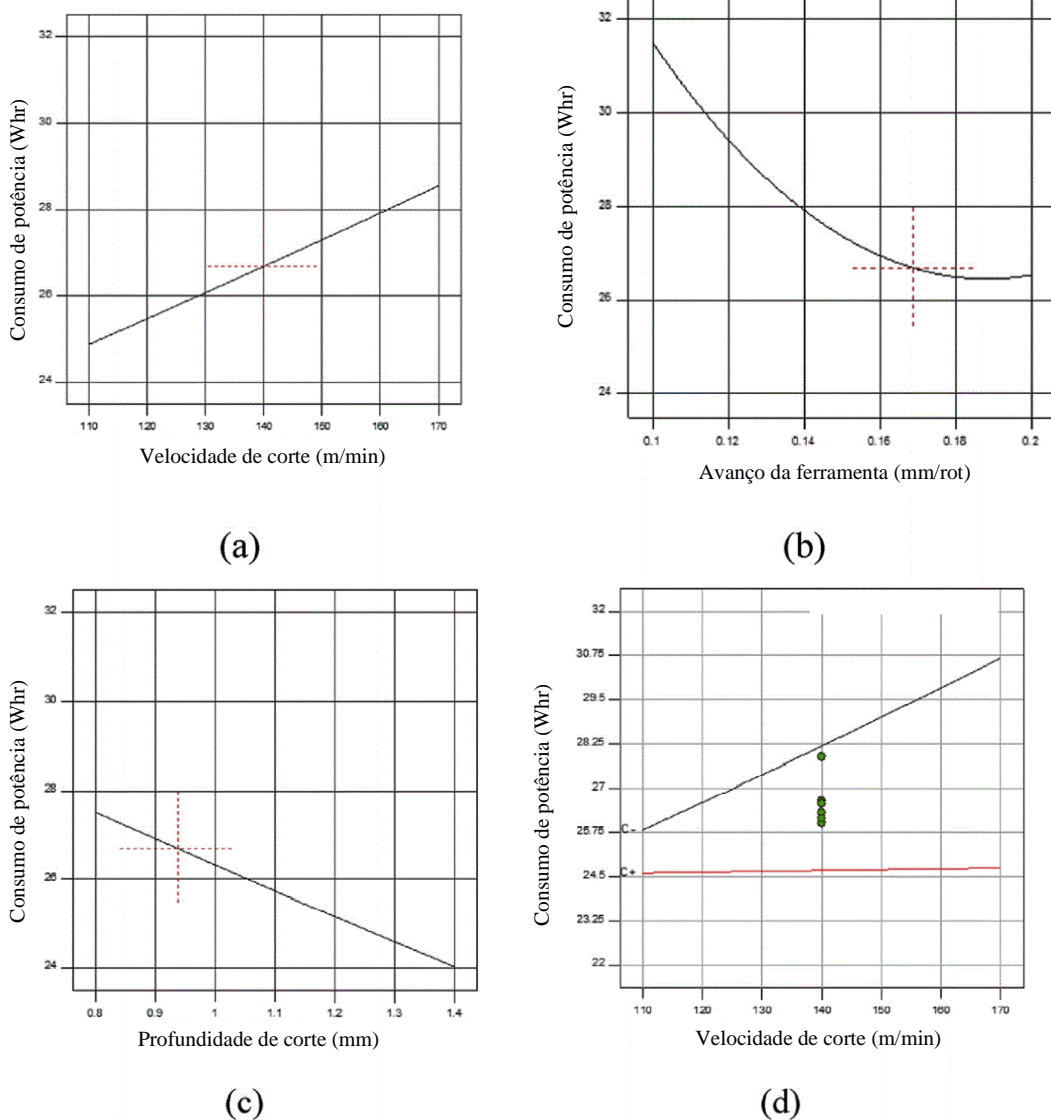 Consumo de potência (Whr)
32
30
28
26
24
110 120 130 140 150 160 170
Velocidade de corte (m/min)
(a)
Consumo de potência (Whr)
32
30
28
26
24
0.1 0.12 0.14 0.16 0.18 0.2
Avanço da ferramenta (mm/rot)
(b)
Consumo de potência (Whr)
32
30
28
26
24
0.8 0.9 1 1.1 1.2 1.3 1.4
Profundidade de corte (mm)
(c)
Consumo de potência (Whr)
32
30.75
29.5
28.25
27
25.75
24.5
23.25
22
C-
C+
110 120 130 140 150 160 170
Velocidade de corte (m/min)
(d)